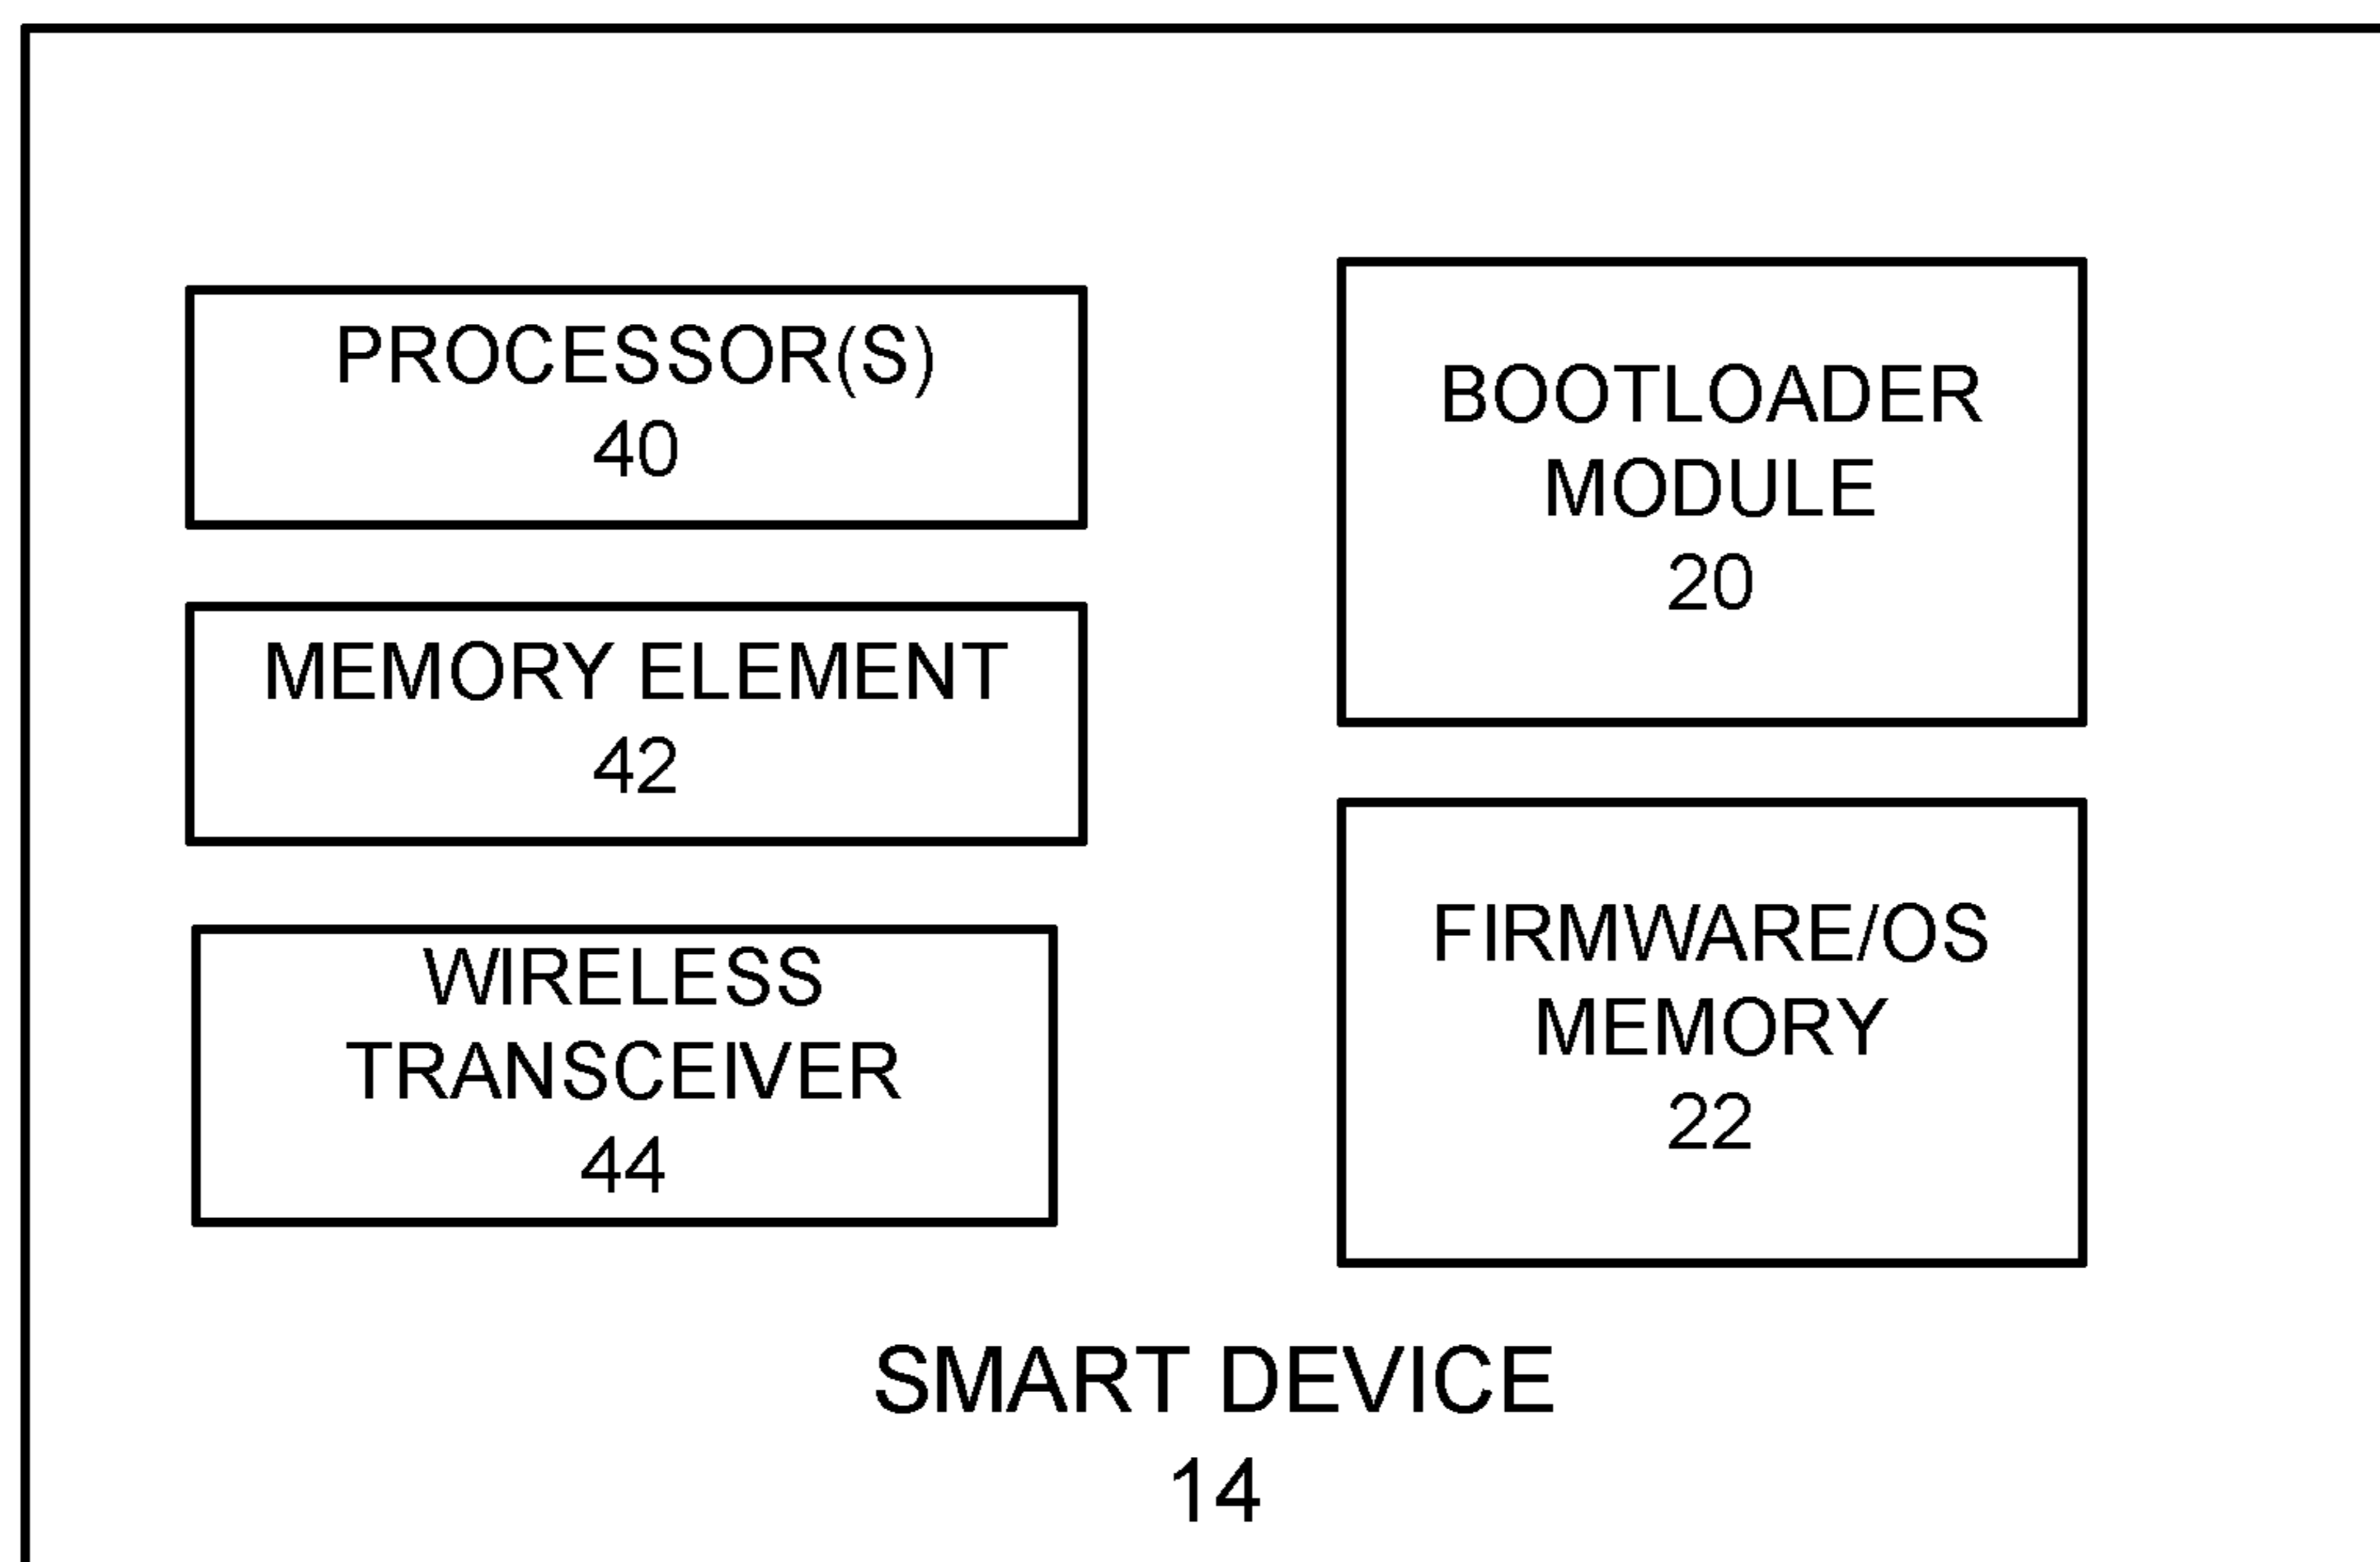 PROCESSOR(S)
40
MEMORY ELEMENT
42
WIRELESS
TRANSCEIVER
44
BOOTLOADER
MODULE
20
FIRMWARE/OS
MEMORY
22
SMART DEVICE
14